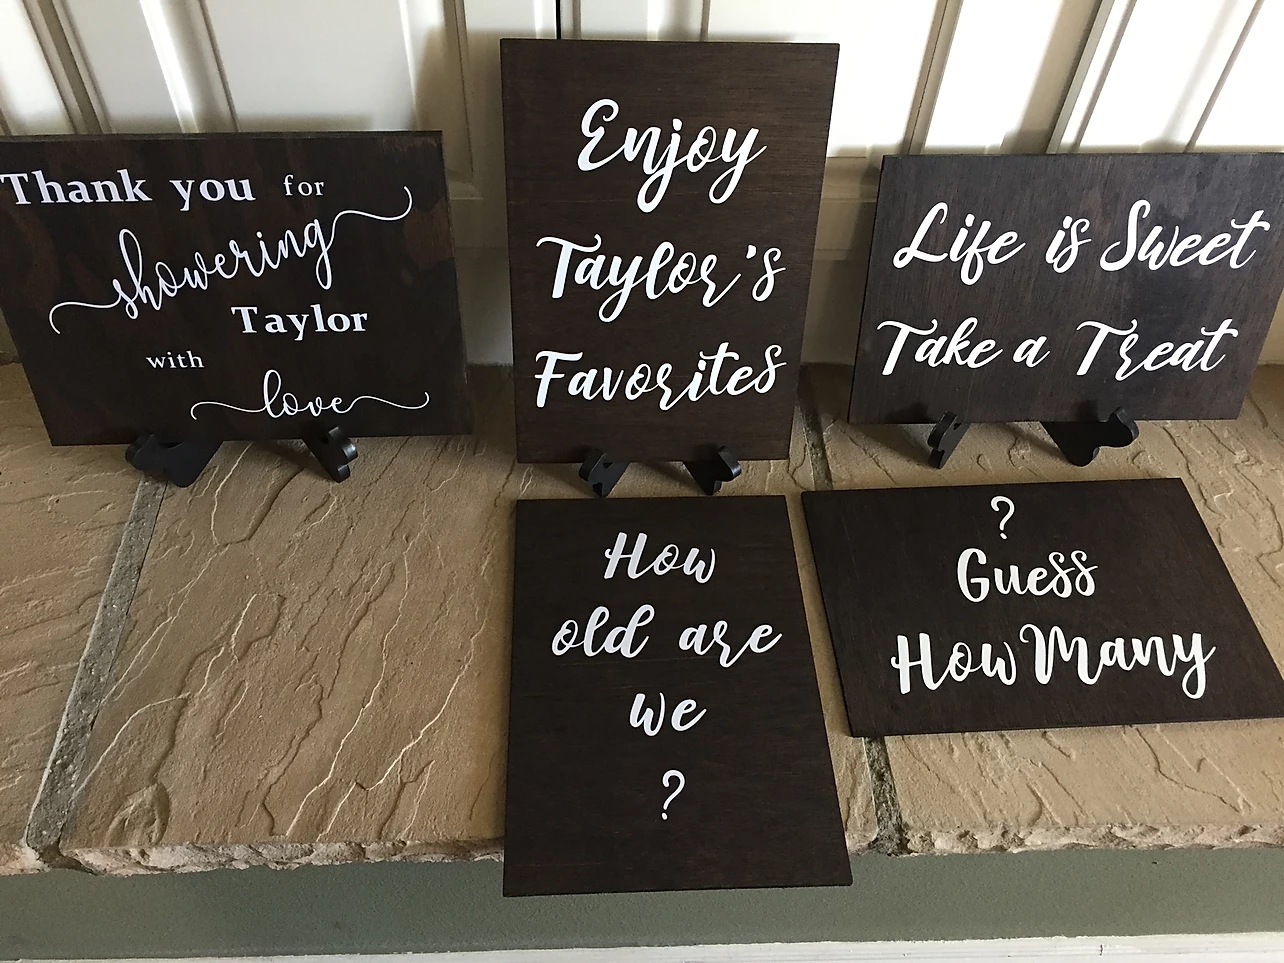 Thank you for
showering
Taylor
with
love
Enjoy
Taylor's
Favorites
Life is Sweet
Take a Treat
How
old are
we
?
?
Guess
How Many